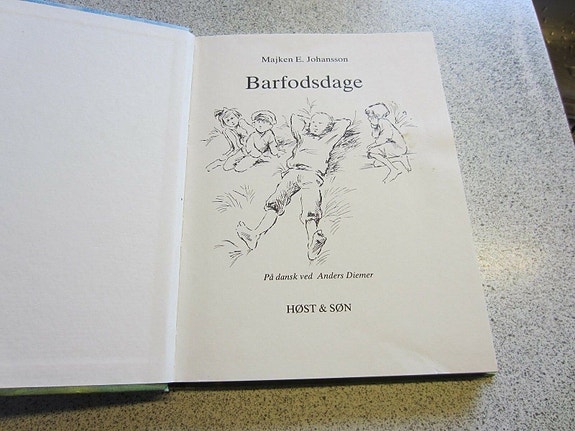 Majken E. Johansson
Barfodsdage
På dansk ved Anders Diemer
HØST & SØN